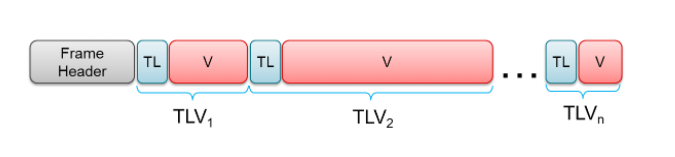 Frame
Header
TL
V
TL
V
...
TL
V
TLV1
TLV2
TLVn